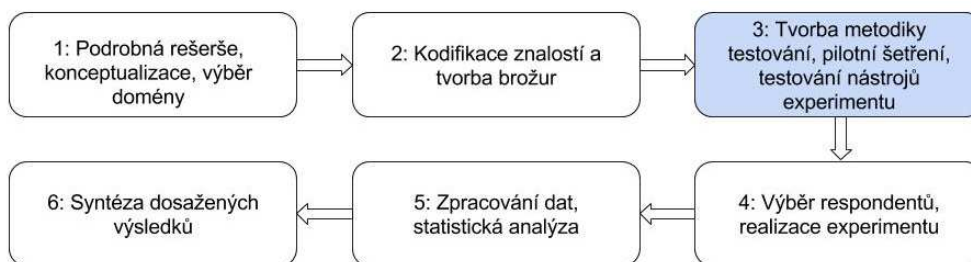 1: Podrobná rešerše,
konceptualizace, výběr
domény
2: Kodifikace znalostí a
tvorba brožur
3: Tvorba metodiky
testování, pilotní šetření,
testování nástrojů
experimentu
4: Výběr respondentů,
realizace experimentu
5: Zpracování dat,
statistická analýza
6: Syntéza dosažených
výsledků